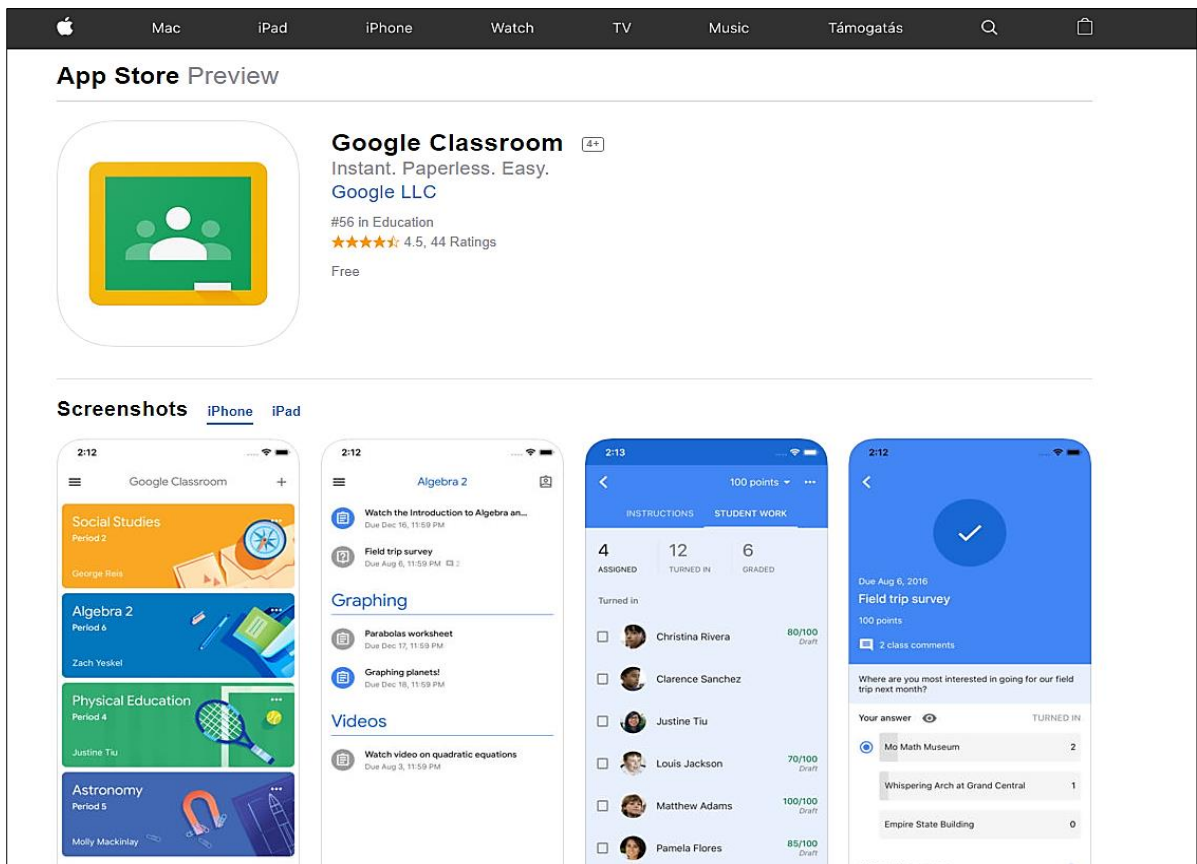 Mac iPad iPhone Watch TV Music Támogatás
App Store Preview
Google Classroom 4+
Instant. Paperless. Easy.
Google LLC
#56 in Education
4.5, 44 Ratings
Free
Screenshots iPhone iPad
2:12
Google Classroom
Social Studies
Period 2
George Reis
Algebra 2
Period 6
Zach Yeskel
Physical Education
Period 4
Justine Tiu
Astronomy
Period 5
Molly Mackinlay
2:12
Algebra 2
Watch the Introduction to Algebra an...
Due Dec 16, 11:59 PM
Field trip survey
Due Aug 6, 11:59 PM 2
Graphing
Parabolas worksheet
Due Dec 17, 11:59 PM
Graphing planets!
Due Dec 18, 11:59 PM
Videos
Watch video on quadratic equations
Due Aug 3, 11:59 PM
2:13
100 points
INSTRUCTIONS STUDENT WORK
4 12 6
ASSIGNED TURNED IN GRADED
Turned in
Christina Rivera 80/100
Draft
Clarence Sanchez
Justine Tiu
Louis Jackson 70/100
Draft
Matthew Adams 100/100
Draft
Pamela Flores 85/100
Draft
2:12
Due Aug 6, 2016
Field trip survey
100 points
2 class comments
Where are you most interested in going for our field
trip next month?
Your answer TURNED IN
Mo Math Museum 2
Whispering Arch at Grand Central 1
Empire State Building 0